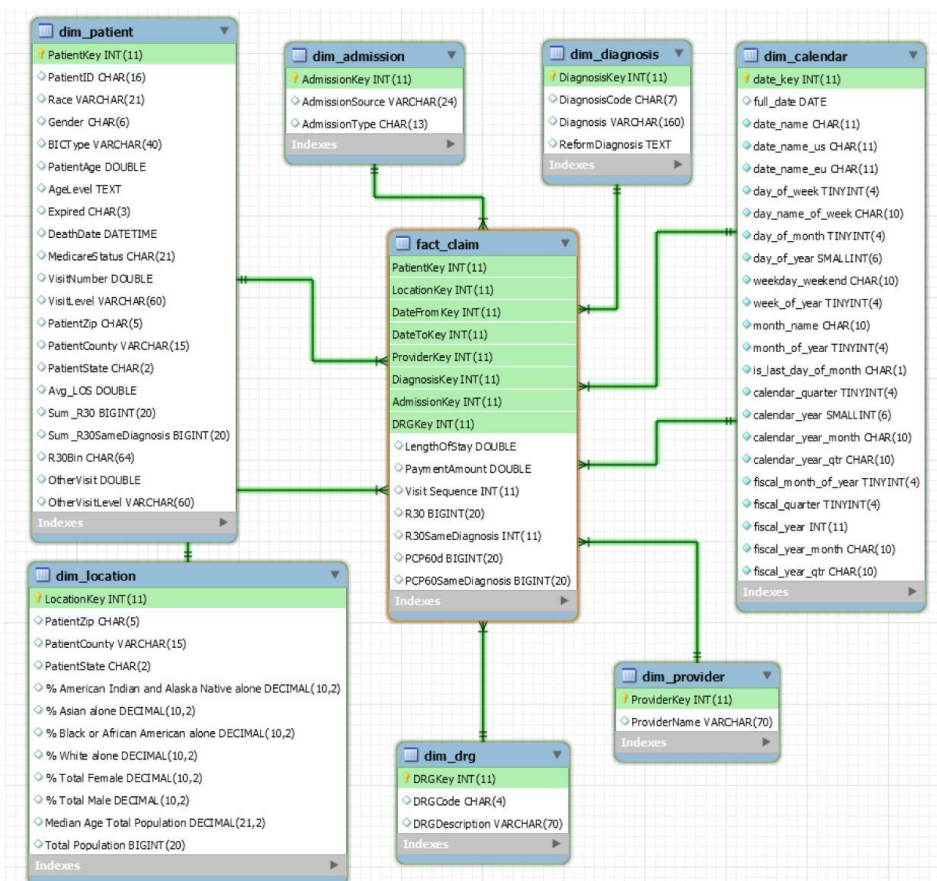 dim_patient
PatientKey INT(11)
PatientID CHAR(16)
Race VARCHAR(21)
Gender CHAR(6)
BICType VARCHAR(40)
PatientAge DOUBLE
AgeLevel TEXT
Expired CHAR(3)
DeathDate DATETIME
MedicareStatus CHAR(21)
VisitNumber DOUBLE
VisitLevel VARCHAR(60)
PatientZip CHAR(5)
PatientCounty VARCHAR(15)
PatientState CHAR(2)
Avg_LOS DOUBLE
Sum_R30 BIGINT(20)
Sum_R30SameDiagnosis BIGINT(20)
R30Bin CHAR(64)
OtherVisit DOUBLE
OtherVisitLevel VARCHAR(60)
Indexes
dim_admission
AdmissionKey INT(11)
AdmissionSource VARCHAR(24)
AdmissionType CHAR(13)
Indexes
dim_diagnosis
DiagnosisKey INT(11)
DiagnosisCode CHAR(7)
Diagnosis VARCHAR(160)
ReformDiagnosis TEXT
Indexes
dim_calendar
date_key INT(11)
full_date DATE
date_name CHAR(11)
date_name_us CHAR(11)
date_name_eu CHAR(11)
day_of_week TINYINT(4)
day_name_of_week CHAR(10)
day_of_month TINYINT(4)
day_of_year SMALLINT(6)
weekday_weekend CHAR(10)
week_of_year TINYINT(4)
month_name CHAR(10)
month_of_year TINYINT(4)
is_last_day_of_month CHAR(1)
calendar_quarter TINYINT(4)
calendar_year SMALLINT(6)
calendar_year_month CHAR(10)
calendar_year_qtr CHAR(10)
fiscal_month_of_year TINYINT(4)
fiscal_quarter TINYINT(4)
fiscal_year INT(11)
fiscal_year_month CHAR(10)
fiscal_year_qtr CHAR(10)
Indexes
fact_claim
PatientKey INT(11)
LocationKey INT(11)
DateFromKey INT(11)
DateToKey INT(11)
ProviderKey INT(11)
DiagnosisKey INT(11)
AdmissionKey INT(11)
DRGKey INT(11)
LengthOfStay DOUBLE
PaymentAmount DOUBLE
Visit Sequence INT(11)
R30 BIGINT(20)
R30SameDiagnosis INT(11)
PCP60d BIGINT(20)
PCP60SameDiagnosis BIGINT(20)
Indexes
dim_location
LocationKey INT(11)
PatientZip CHAR(5)
PatientCounty VARCHAR(15)
PatientState CHAR(2)
% American Indian and Alaska Native alone DECIMAL(10,2)
% Asian alone DECIMAL(10,2)
% Black or African American alone DECIMAL(10,2)
% White alone DECIMAL(10,2)
% Total Female DECIMAL(10,2)
% Total Male DECIMAL(10,2)
Median Age Total Population DECIMAL(21,2)
Total Population BIGINT(20)
Indexes
dim_drg
DRGKey INT(11)
DRGCode CHAR(4)
DRGDescription VARCHAR(70)
Indexes
dim_provider
ProviderKey INT(11)
ProviderName VARCHAR(70)
Indexes